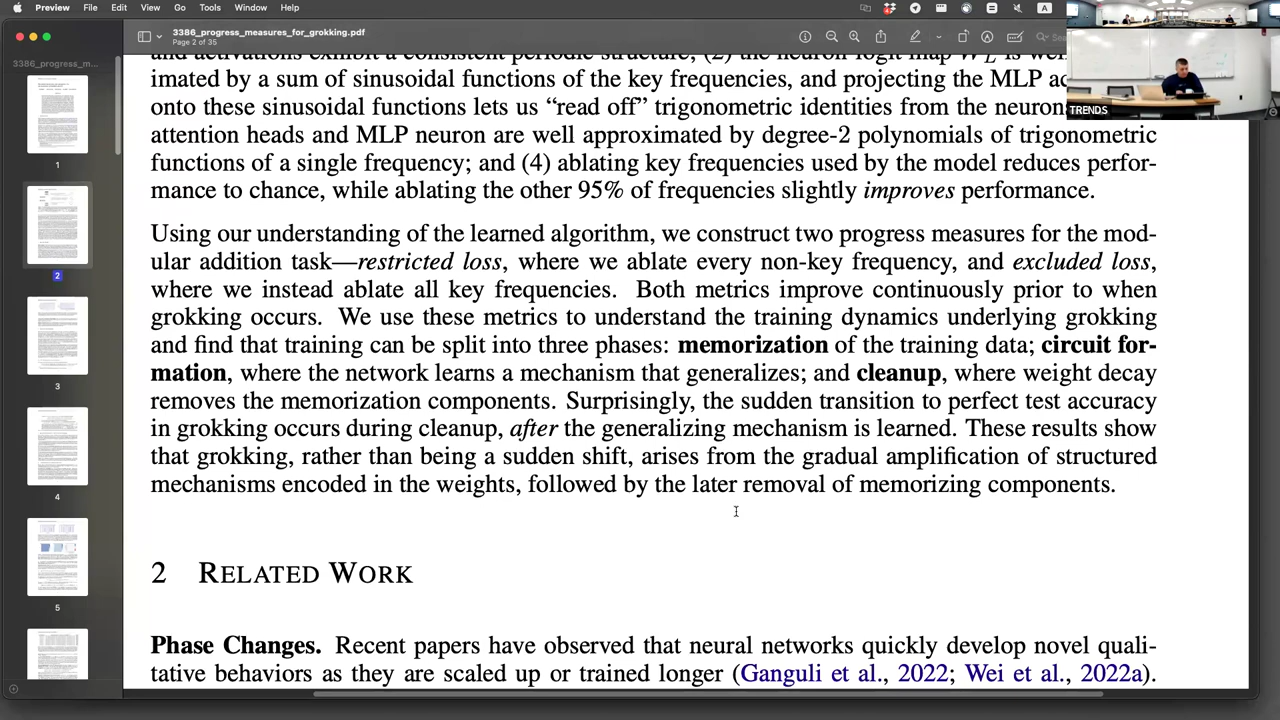 Preview File Edit View Go Tools Window Help
3386_progress_measures_for_grokking.pdf
Page 2 of 35
3386_progress_m...
1
2
3
4
5
TRENDS
imated by a sum of sinusoidal functions of the key frequencies, and projecting the MLP
onto these sinusoidal functions lets us “read off” trigonometric identities from the
attention heads and MLP neurons are well approximated by degree-2 polynomials of trigonometric
functions of a single frequency; and (4) ablating key frequencies used by the model reduces perfor-
mance to chance, while ablating the other 95% of frequencies slightly improves performance.
Using our understanding of the learned algorithm, we construct two progress measures for the mod-
ular addition task—restricted loss, where we ablate every non-key frequency, and excluded loss,
where we instead ablate all key frequencies. Both metrics improve continuously prior to when
grokking occurs. We use these metrics to understand the training dynamics underlying grokking
and find that training can be split into three phases: memorization of the training data; circuit for-
mation, where the network learns a mechanism that generalizes; and cleanup, where weight decay
removes the memorization components. Surprisingly, the sudden transition to perfect test accuracy
in grokking occurs during cleanup, after the generalizing mechanism is learned. These results show
that grokking, rather than being a sudden shift, arises from the gradual amplification of structured
mechanisms encoded in the weights, followed by the later removal of memorizing components.
2 RELATED WORK
Phase Changes. Recent papers have observed that neural networks quickly develop novel quali-
tative behaviors as they are scaled up or trained longer (Ganguli et al., 2022; Wei et al., 2022a).